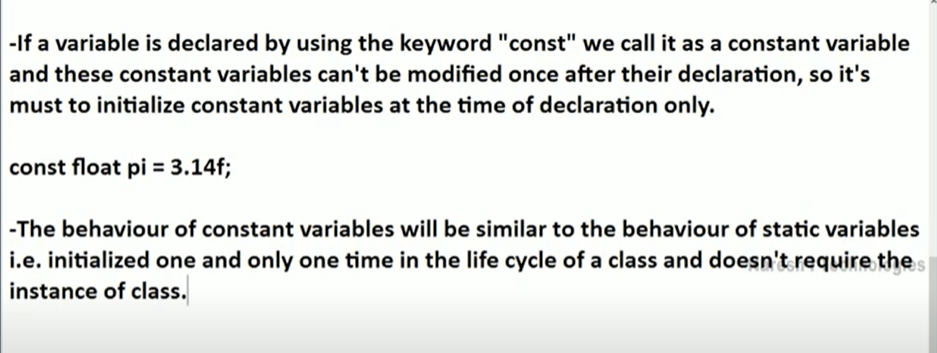 -If a variable is declared by using the keyword "const" we call it as a constant variable
and these constant variables can't be modified once after their declaration, so it's
must to initialize constant variables at the time of declaration only.
const float pi = 3.14f;
-The behaviour of constant variables will be similar to the behaviour of static variables
i.e. initialized one and only one time in the life cycle of a class and doesn't require the
instance of class.